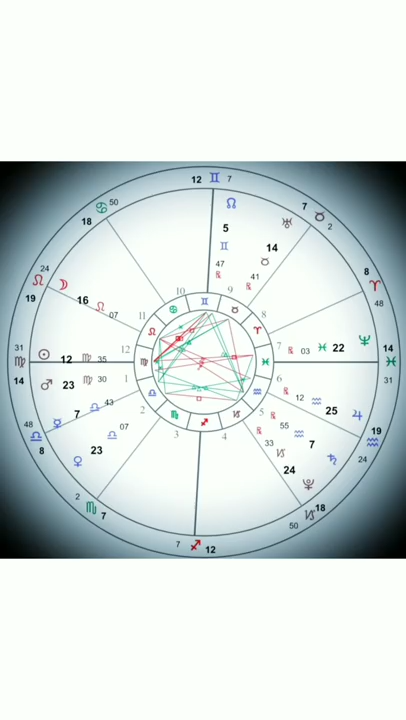 12 ♊ 7
50 ♋ 18
☊ 5 ♊ 47 ℞
♅ 14 ♉ 41 ℞
7 ♉ 2
24 ♌ 19
☽ 16 ♌ 07
8 ♈ 48
10 ♊ 9
♋ ♉
11 8
♌ ♈
31 ♍ 14
☉ 12 ♍ 35
12 7
℞ 03 ♓ 22 ♆
14 ♓ 31
♍ ♓
♂ 23 ♍ 30
1 6
℞ 12 ♒ 25 ♃
☿ 7 ♎ 43
♎ ♒
48 ♎ 8
2 5
℞ 55 ♒ 7 ♄
19 ♒ 24
♀ 23 ♎ 07
♏ ♐ ♑
3 4
℞ 33 ♑ 24 ♇
2 ♏ 7
50 ♑ 18
7 ♐ 12